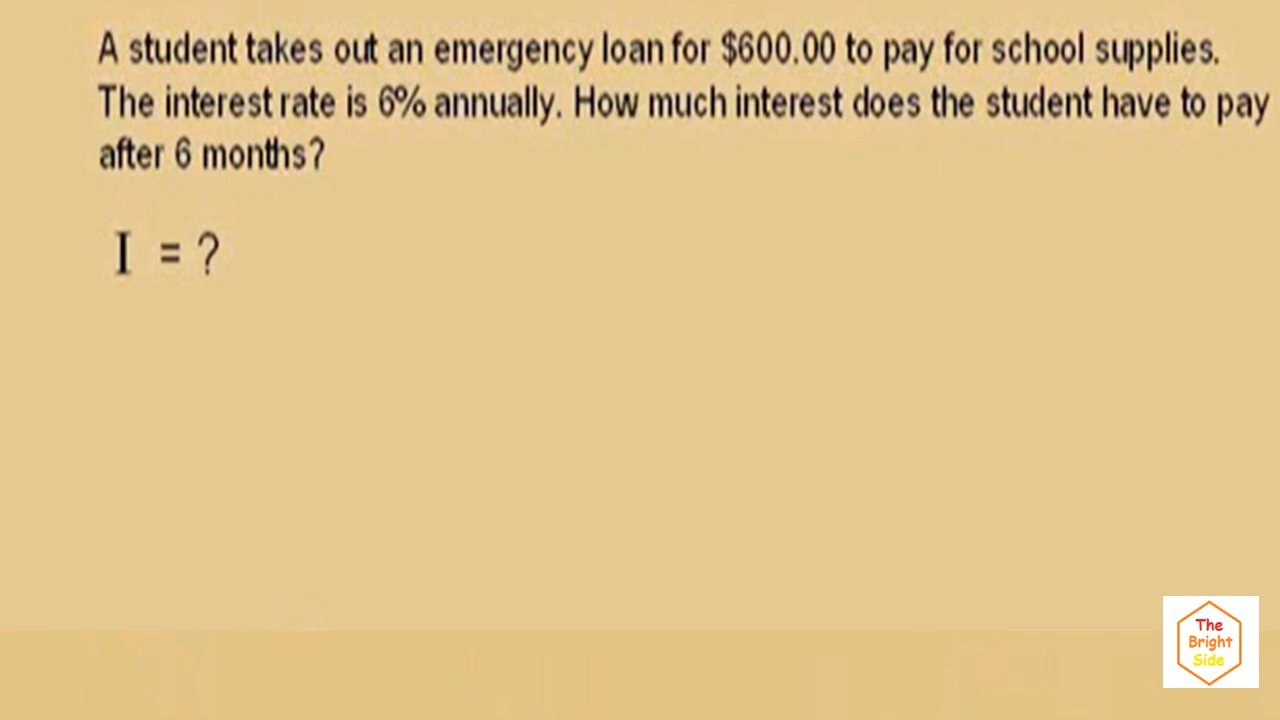 A student takes out an emergency loan for $600.00 to pay for school supplies.
The interest rate is 6% annually. How much interest does the student have to pay
after 6 months?
I = ?
The
Bright
Side